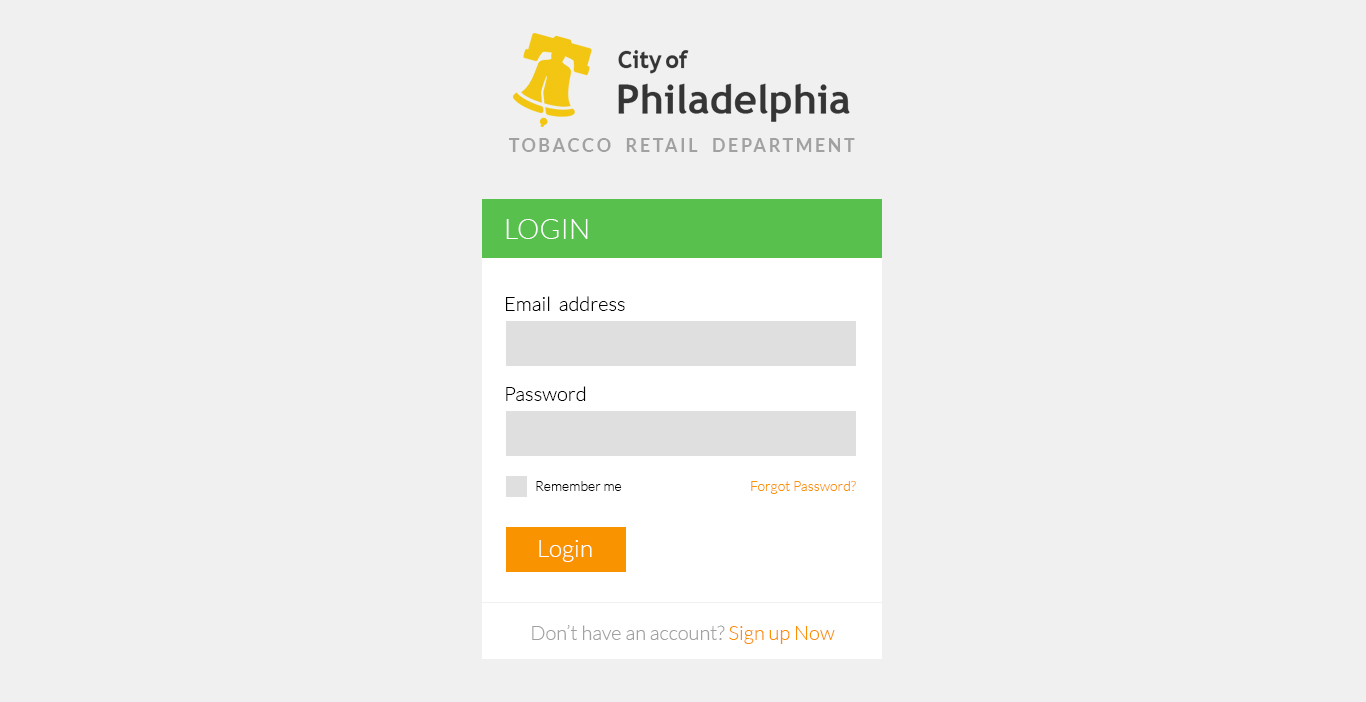 City of
Philadelphia
TOBACCO RETAIL DEPARTMENT
LOGIN
Email address
Password
Remember me Forgot Password?
Login
Don't have an account? Sign up Now